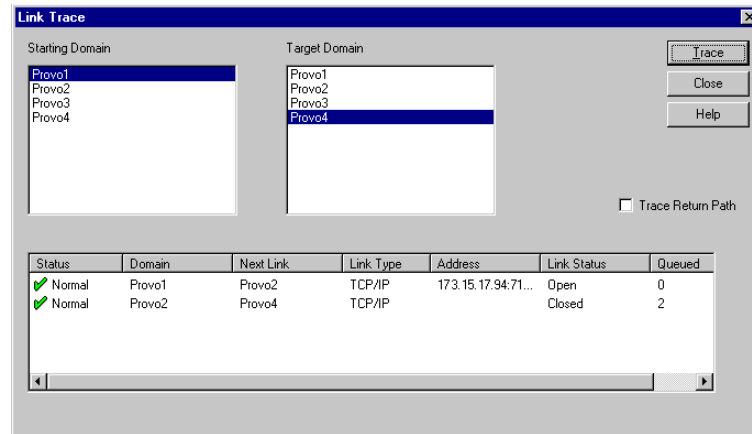 Link Trace
Starting Domain
Target Domain
Provo1
Provo2
Provo3
Provo4
Provo1
Provo2
Provo3
Provo4
Trace
Close
Help
Trace Return Path
Status Domain Next Link Link Type Address Link Status Queued
Normal Provo1 Provo2 TCP/IP 173.15.17.94:71... Open 0
Normal Provo2 Provo4 TCP/IP Closed 2